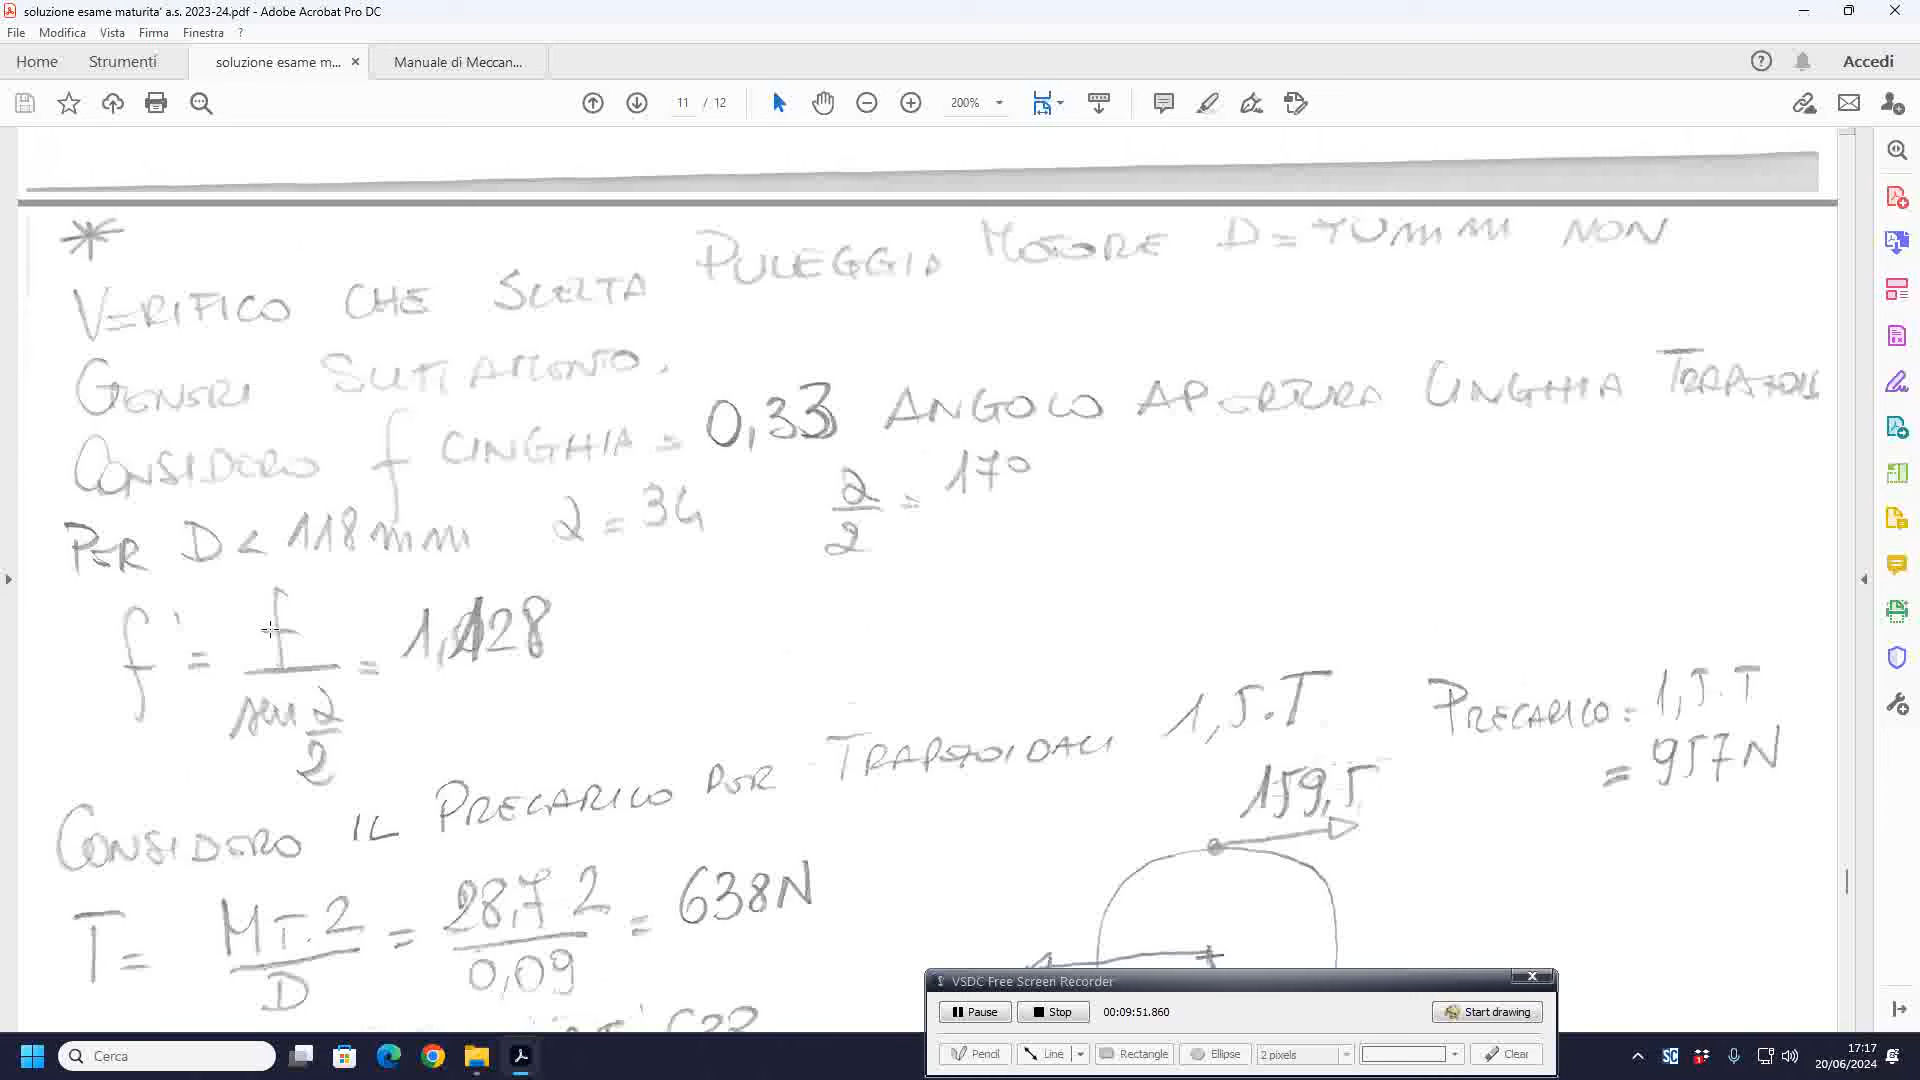 soluzione esame maturita' a.s. 2023-24.pdf - Adobe Acrobat Pro DC
File Modifica Vista Firma Finestra ?
Home Strumenti soluzione esame m... Manuale di Meccan... Accedi
11 / 12 200%
*
VERIFICO CHE SCELTA PULEGGIA MOTORE D= MM NON
GENERI SLITTAMENTO.
CONSIDERO f CINGHIA = 0,33 ANGOLO APERTURA CINGHIA
PER D < 118 mm α = 34 α/2 = 17°
f' = f / sen α/2 = 1,128
CONSIDERO IL PRECARICO PER TRAPEZOIDALI 1,5.T PRECARICO = 1,5.T
= 957N
159,5
T = MT.2 / D = 28,7 2 / 0,09 = 638N
VSDC Free Screen Recorder
Pause Stop 00:09:51.860 Start drawing
Pencil Line Rectangle Ellipse 2 pixels Clear
Cerca
17:17
20/06/2024